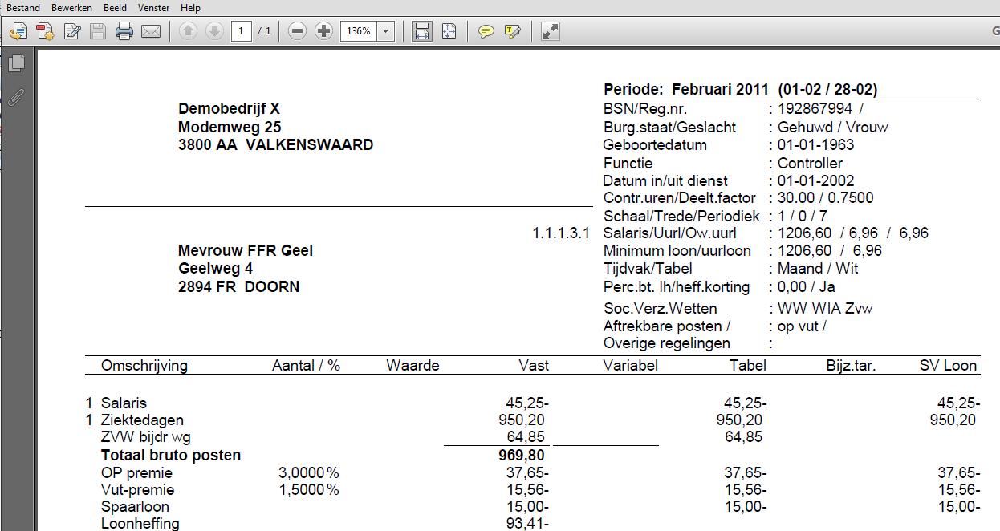 Bestand Bewerken Beeld Venster Help
1 / 1 136% G
Periode: Februari 2011 (01-02 / 28-02)
Demobedrijf X
Modemweg 25
3800 AA VALKENSWAARD
BSN/Reg.nr. : 192867994 /
Burg.staat/Geslacht : Gehuwd / Vrouw
Geboortedatum : 01-01-1963
Functie : Controller
Datum in/uit dienst : 01-01-2002
Contr.uren/Deelt.factor : 30.00 / 0.7500
Schaal/Trede/Periodiek : 1 / 0 / 7
1.1.1.3.1 Salaris/Uurl/Ow.uurl : 1206,60 / 6,96 / 6,96
Mevrouw FFR Geel
Geelweg 4
2894 FR DOORN
Minimum loon/uurloon : 1206,60 / 6,96
Tijdvak/Tabel : Maand / Wit
Perc.bt. lh/heff.korting : 0,00 / Ja
Soc.Verz.Wetten : WW WIA Zvw
Aftrekbare posten / : op vut /
Overige regelingen :
Omschrijving Aantal / % Waarde Vast Variabel Tabel Bijz.tar. SV Loon
1 Salaris 45,25- 45,25- 45,25-
1 Ziektedagen 950,20 950,20 950,20
ZVW bijdr wg 64,85 64,85
Totaal bruto posten 969,80
OP premie 3,0000% 37,65- 37,65- 37,65-
Vut-premie 1,5000% 15,56- 15,56- 15,56-
Spaarloon 15,00- 15,00- 15,00-
Loonheffing 93,41-